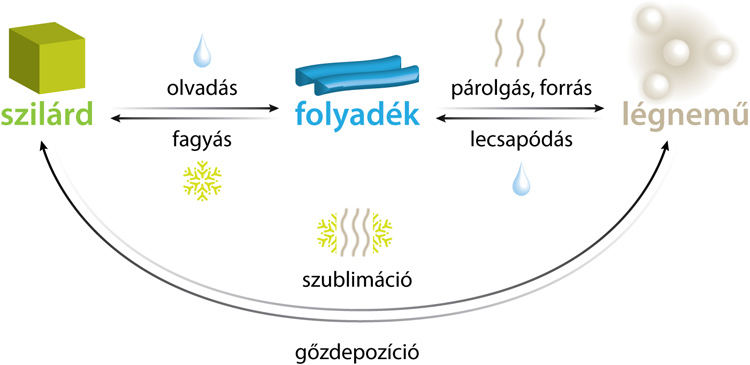 olvadás
párolgás, forrás
szilárd
folyadék
légnemű
fagyás
lecsapódás
szublimáció
gőzdepozíció